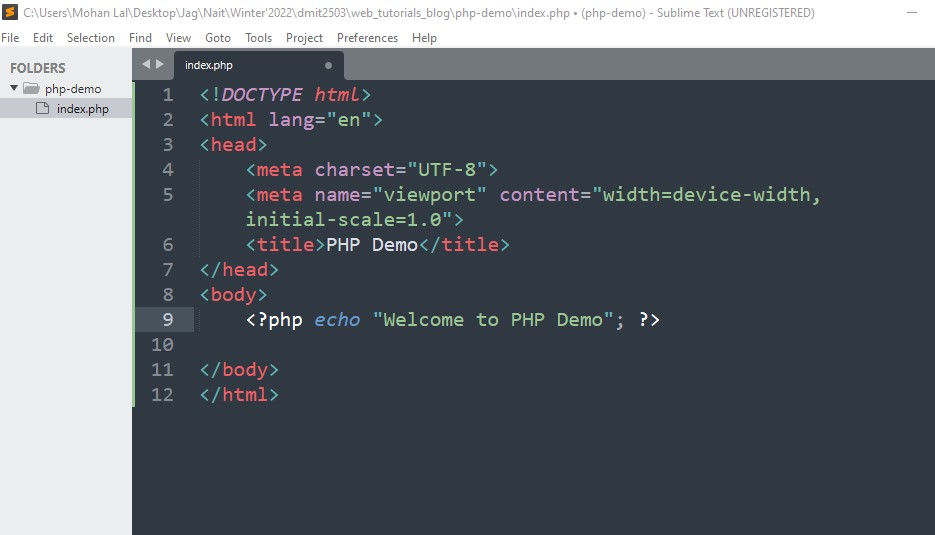 C:\Users\Mohan Lal\Desktop\Jag\Nait\Winter'2022\dmit2503\web_tutorials_blog\php-demo\index.php • (php-demo) - Sublime Text (UNREGISTERED)
File Edit Selection Find View Goto Tools Project Preferences Help
FOLDERS
php-demo
index.php
index.php
1 <!DOCTYPE html>
2 <html lang="en">
3 <head>
4 <meta charset="UTF-8">
5 <meta name="viewport" content="width=device-width,
initial-scale=1.0">
6 <title>PHP Demo</title>
7 </head>
8 <body>
9 <?php echo "Welcome to PHP Demo"; ?>
10
11 </body>
12 </html>